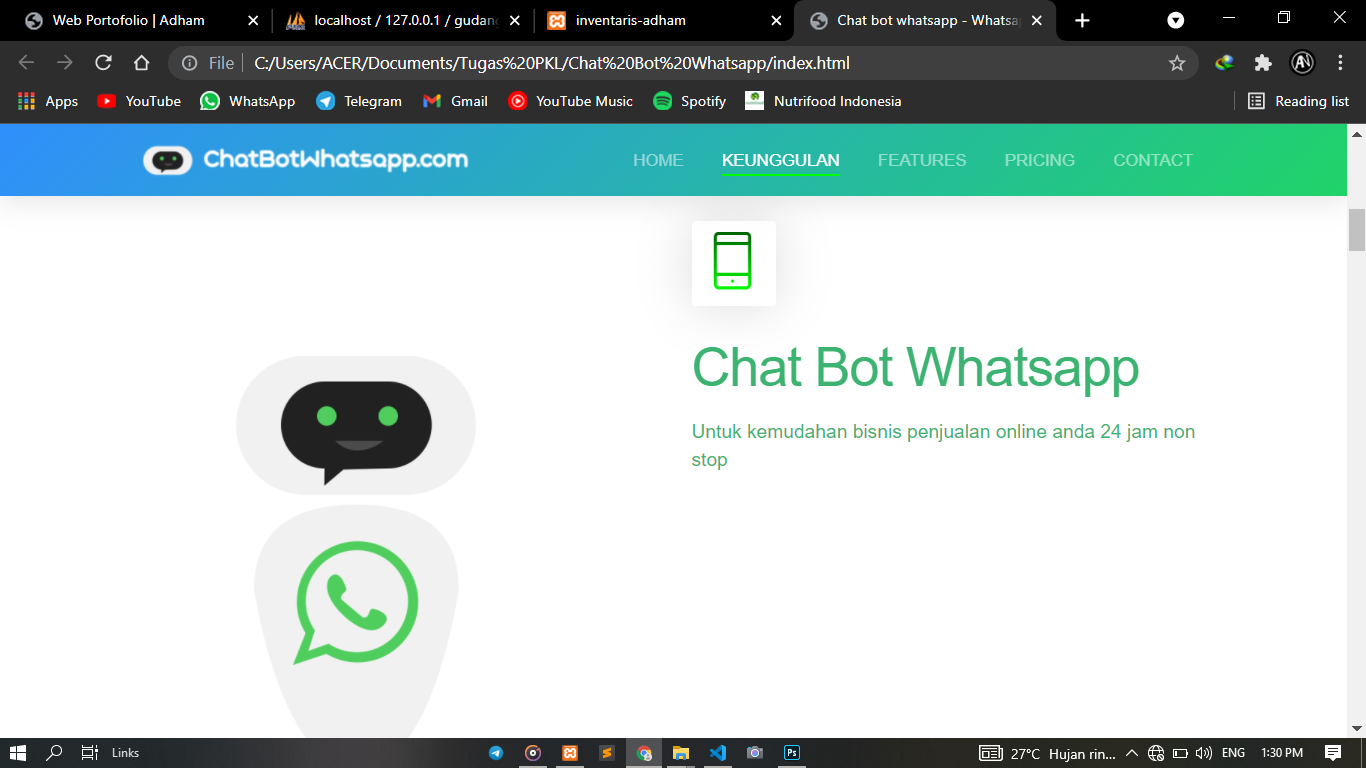 Web Portofolio | Adham
localhost / 127.0.0.1 / gudang
inventaris-adham
Chat bot whatsapp - Whatsa
File
C:/Users/ACER/Documents/Tugas%20PKL/Chat%20Bot%20Whatsapp/index.html
Apps YouTube WhatsApp Telegram Gmail YouTube Music Spotify Nutrifood Indonesia Reading list
ChatBotWhatsapp.com HOME KEUNGGULAN FEATURES PRICING CONTACT
Chat Bot Whatsapp
Untuk kemudahan bisnis penjualan online anda 24 jam non
stop
Links Ps 27°C Hujan rin... ENG 1:30 PM